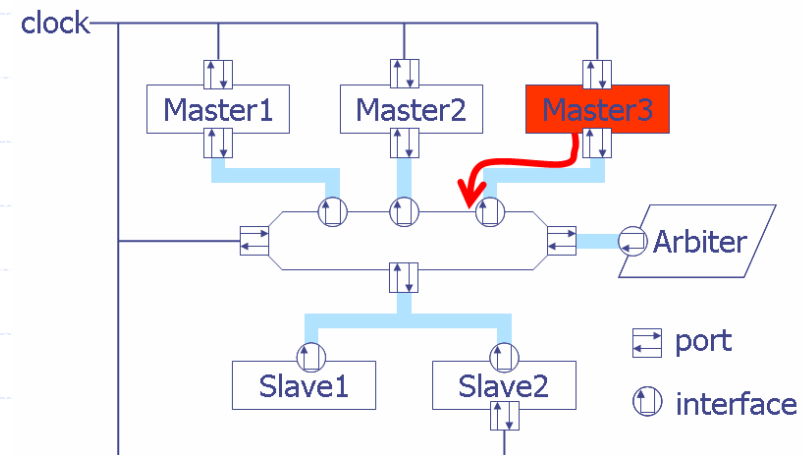 clock
Master1
Master2
Master3
Arbiter
port
Slave1
Slave2
interface